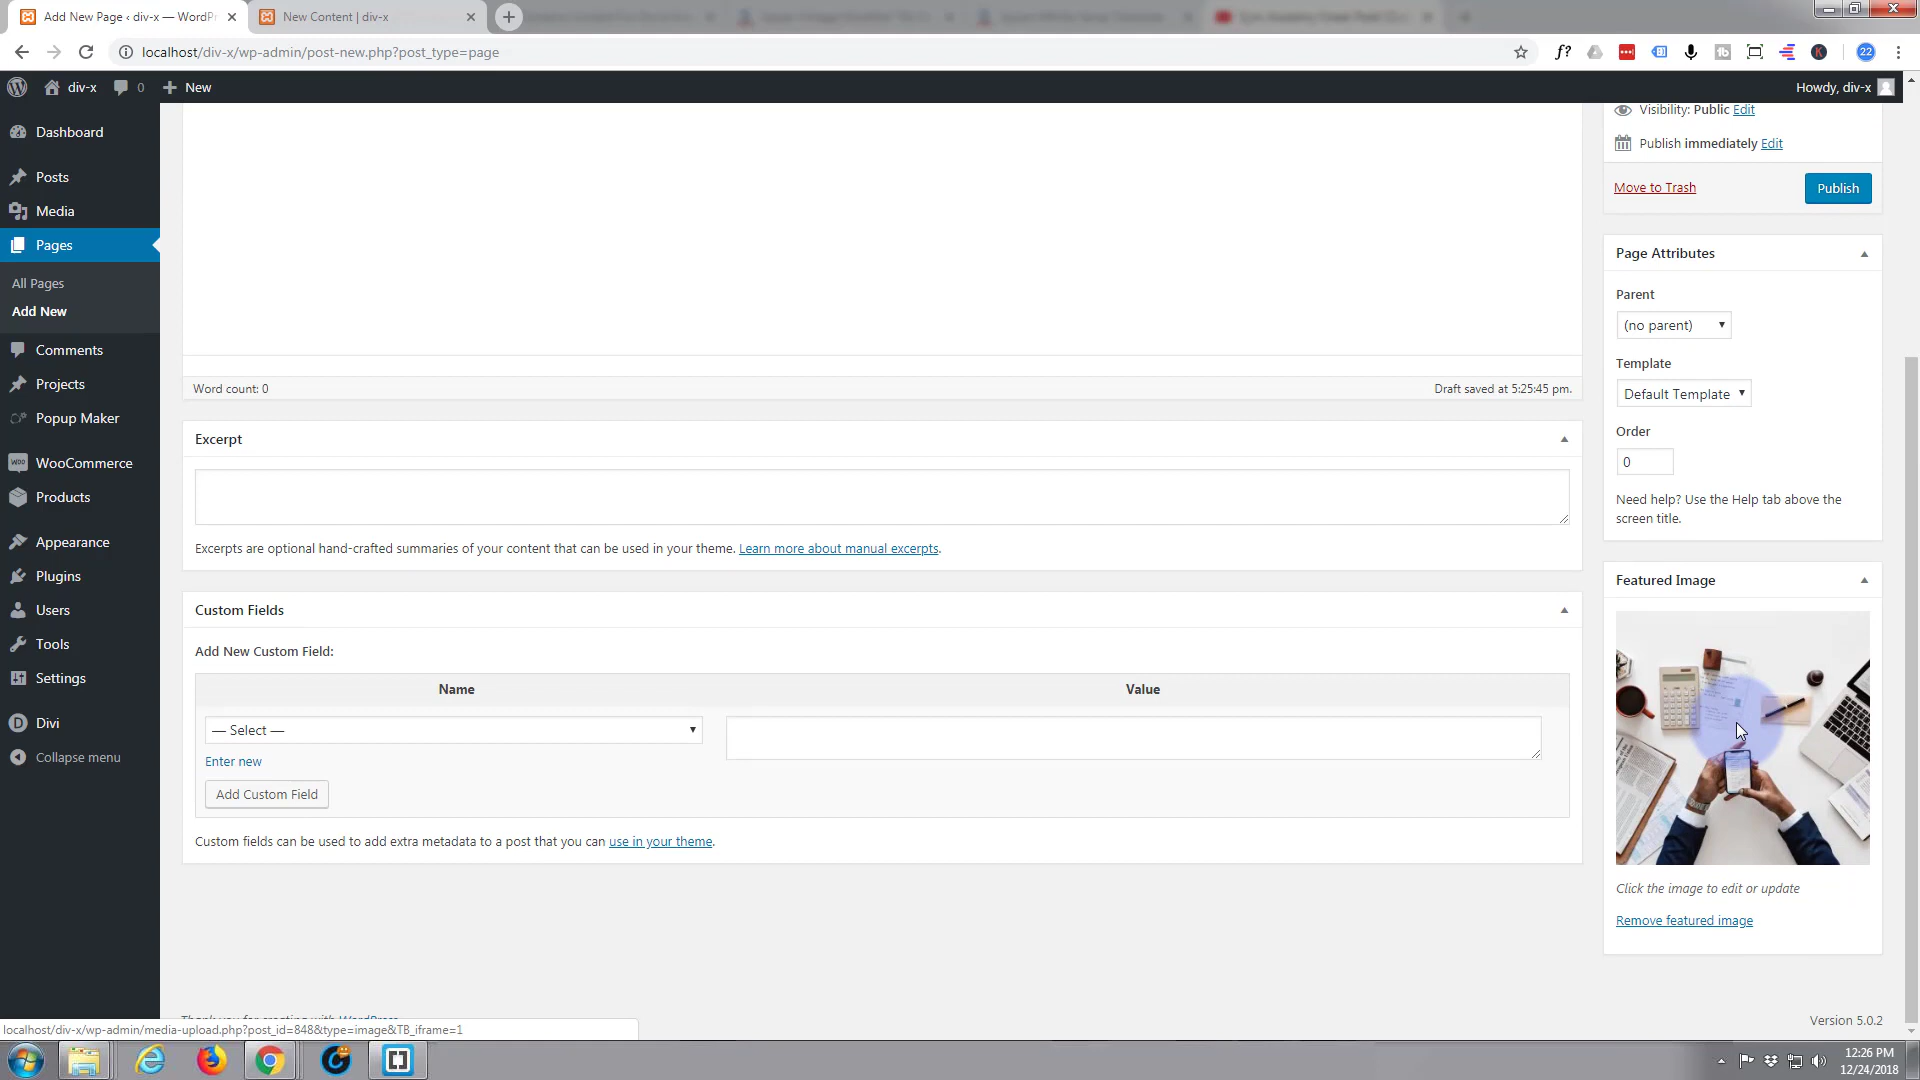 Add New Page ‹ div-x — WordPr
New Content | div-x
localhost/div-x/wp-admin/post-new.php?post_type=page
f?
22
div-x
0
New
Howdy, div-x
Dashboard
Posts
Media
Pages
All Pages
Add New
Comments
Projects
Popup Maker
WooCommerce
Products
Appearance
Plugins
Users
Tools
Settings
Divi
Collapse menu
Word count: 0
Draft saved at 5:25:45 pm.
Excerpt
Excerpts are optional hand-crafted summaries of your content that can be used in your theme. Learn more about manual excerpts.
Custom Fields
Add New Custom Field:
Name
Value
— Select —
Enter new
Add Custom Field
Custom fields can be used to add extra metadata to a post that you can use in your theme.
Visibility: Public Edit
Publish immediately Edit
Move to Trash
Publish
Page Attributes
Parent
(no parent)
Template
Default Template
Order
0
Need help? Use the Help tab above the
screen title.
Featured Image
Click the image to edit or update
Remove featured image
Thank you for creating with WordPress
Version 5.0.2
localhost/div-x/wp-admin/media-upload.php?post_id=848&type=image&TB_iframe=1
12:26 PM
12/24/2018